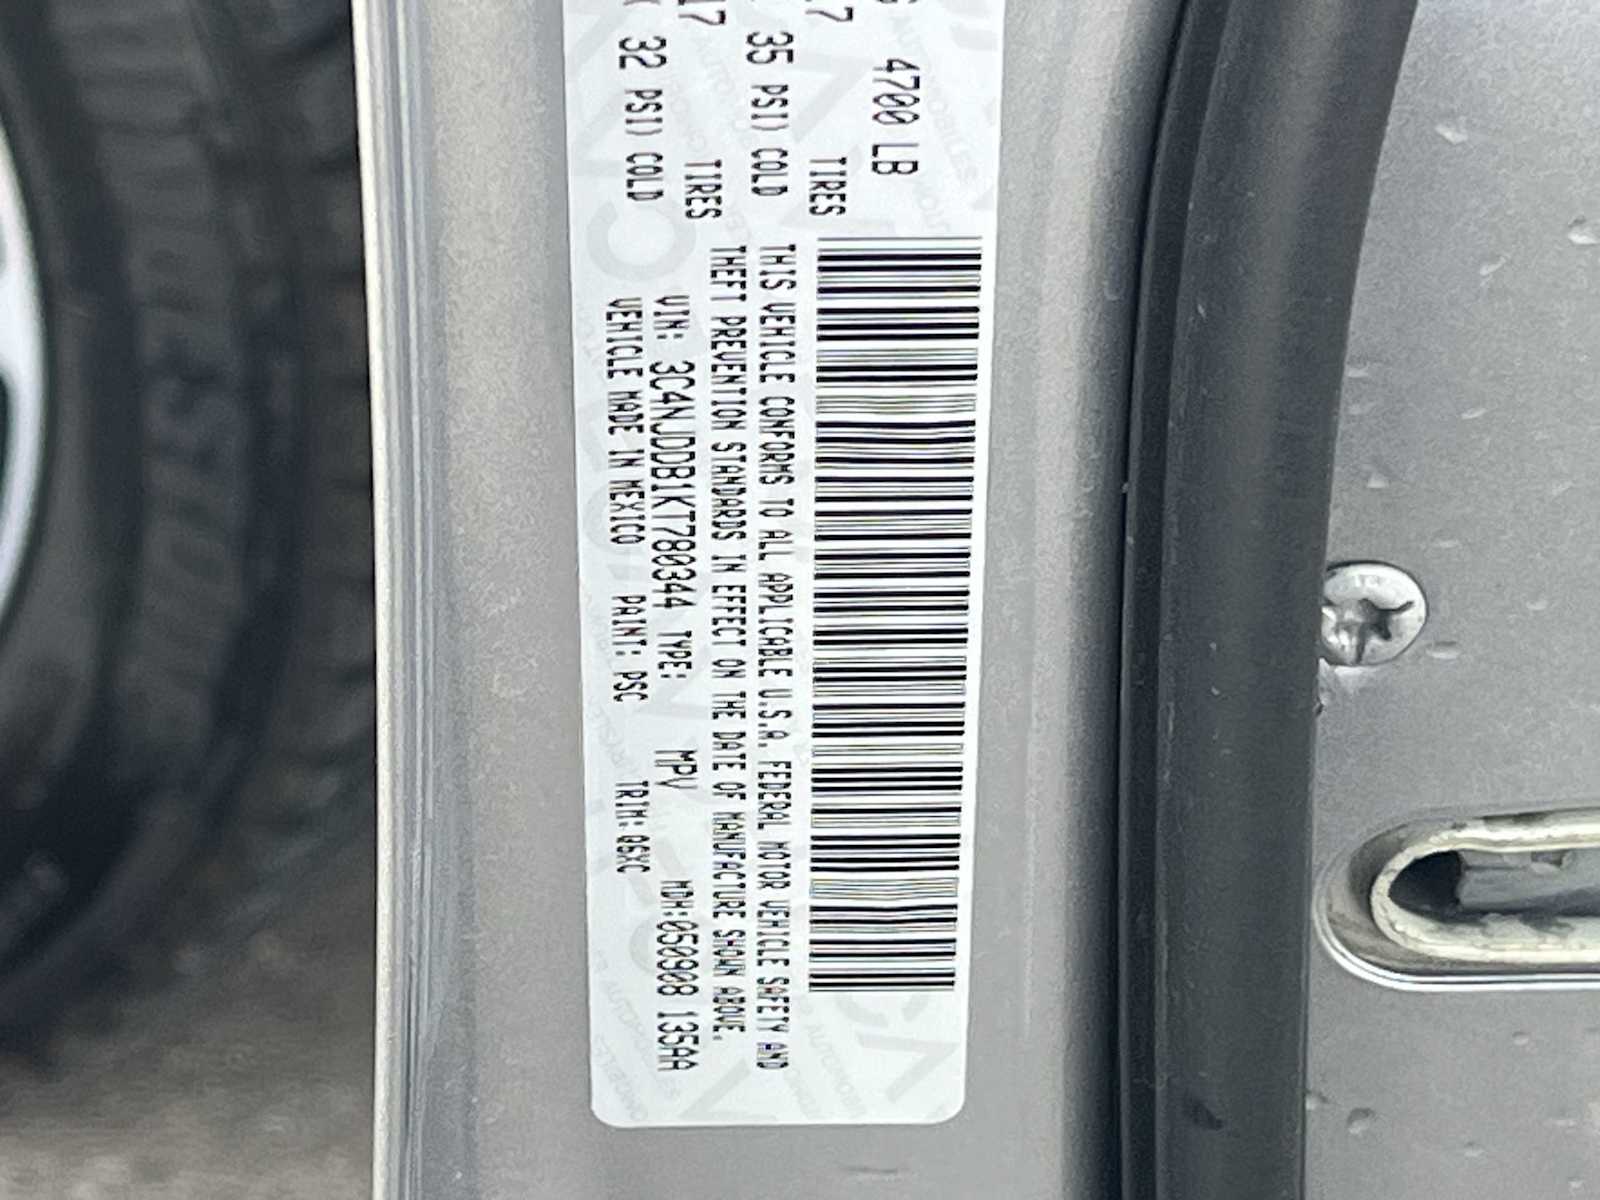 4700 LB
TIRES
35 PSI) COLD
TIRES
32 PSI) COLD
THIS VEHICLE CONFORMS TO ALL APPLICABLE U.S.A. FEDERAL MOTOR VEHICLE SAFETY AND
THEFT PREVENTION STANDARDS IN EFFECT ON THE DATE OF MANUFACTURE SHOWN ABOVE.
VIN: 3C4NJDDB1KT780344 TYPE: MPV MDH:050908 135AA
VEHICLE MADE IN MEXICO PAINT: PSC TRIM: Q6XC